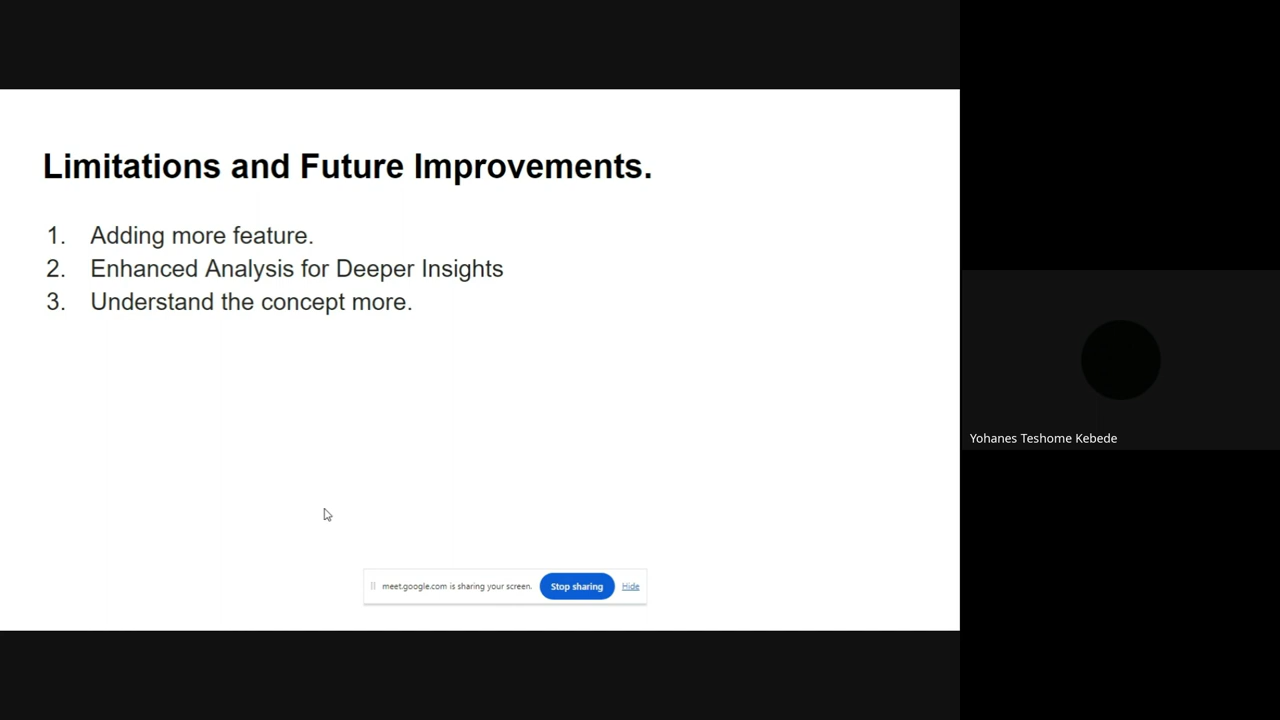 Limitations and Future Improvements.
1. Adding more feature.
2. Enhanced Analysis for Deeper Insights
3. Understand the concept more.
Yohanes Teshome Kebede
meet.google.com is sharing your screen. Stop sharing Hide